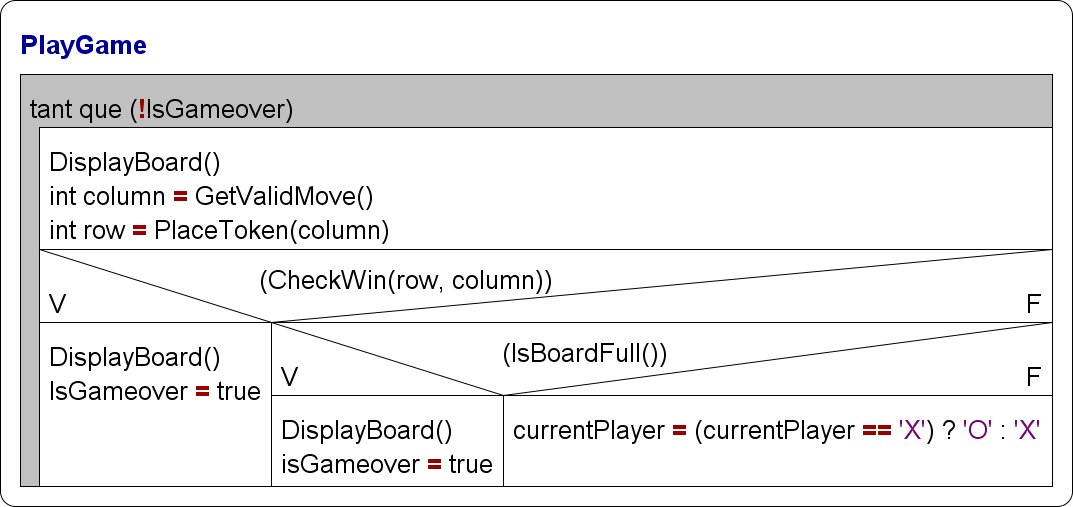 PlayGame
tant que (!IsGameover)
DisplayBoard()
int column = GetValidMove()
int row = PlaceToken(column)
(CheckWin(row, column))
V
F
DisplayBoard()
IsGameover = true
(IsBoardFull())
V
F
DisplayBoard()
isGameover = true
currentPlayer = (currentPlayer == 'X') ? 'O' : 'X'